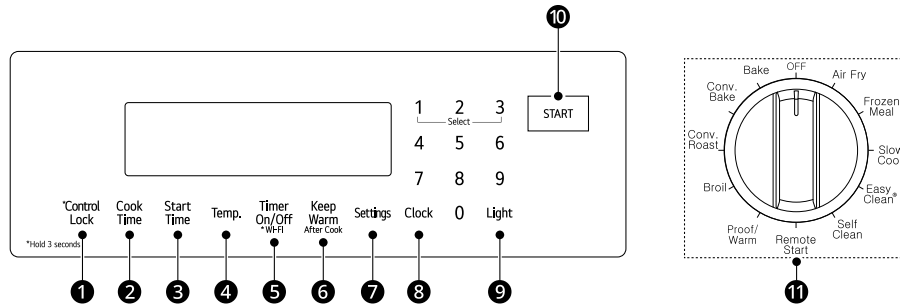 10
1 2 3
Select
START
4 5 6
7 8 9
*Control
Lock
Cook
Time
Start
Time
Temp.
Timer
On/Off
*WI-FI
Keep
Warm
After Cook
Settings
Clock
0
Light
*Hold 3 seconds
1 2 3 4 5 6 7 8 9
OFF
Air Fry
Frozen
Meal
Slow
Coo
Easy
Clean®
Self
Clean
Remote
Start
Proof/
Warm
Broil
Conv.
Roast
Conv.
Bake
Bake
11